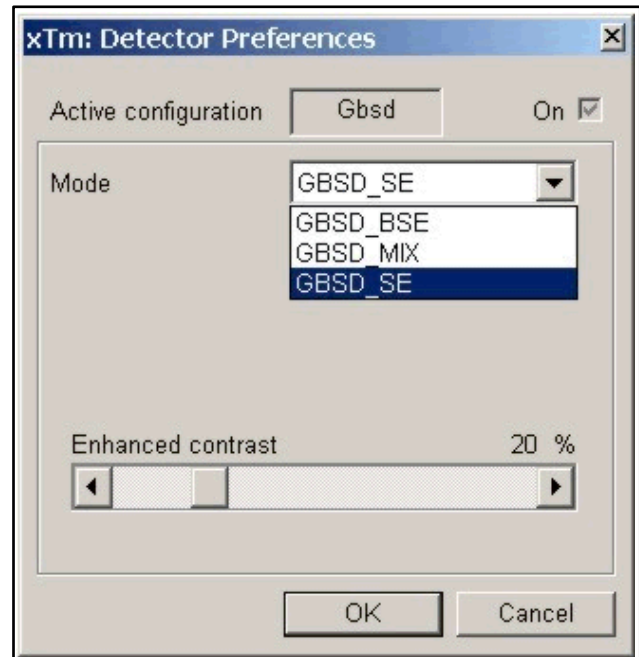 xTm: Detector Preferences
Active configuration Gbsd On
Mode GBSD_SE
GBSD_BSE
GBSD_MIX
GBSD_SE
Enhanced contrast 20 %
OK Cancel